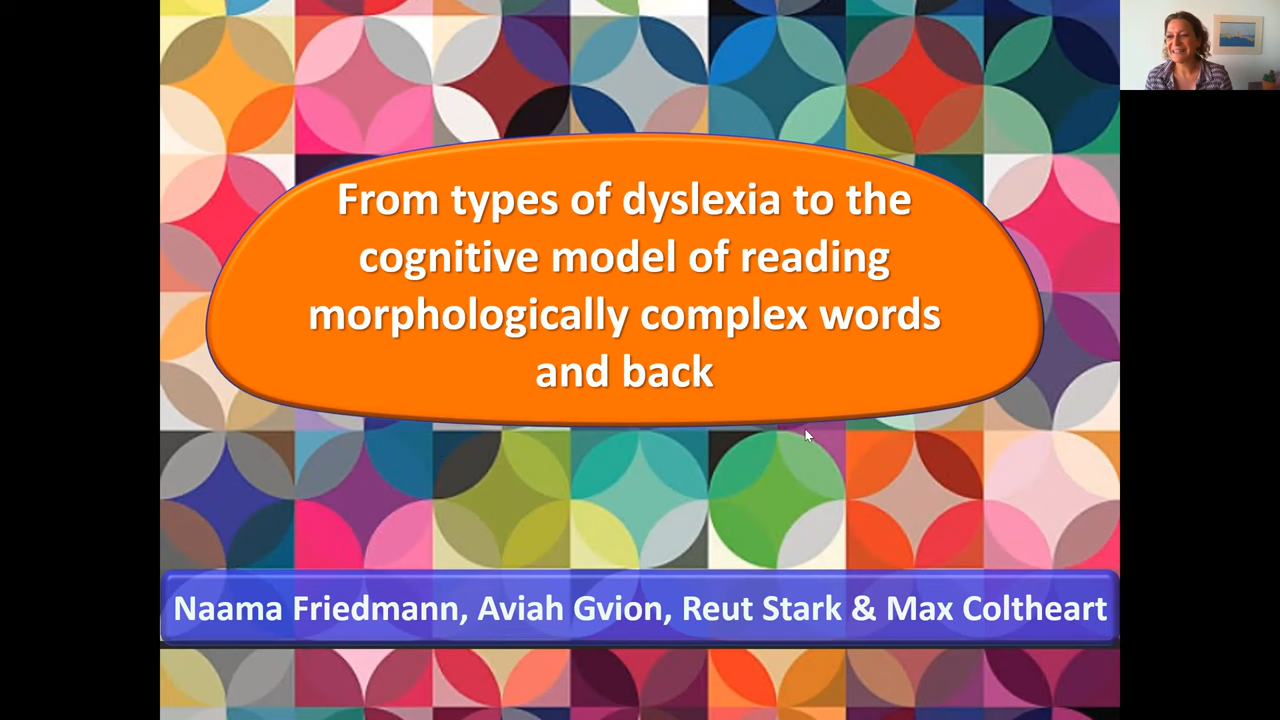 From types of dyslexia to the
cognitive model of reading
morphologically complex words
and back
Naama Friedmann, Aviah Gvion, Reut Stark & Max Coltheart